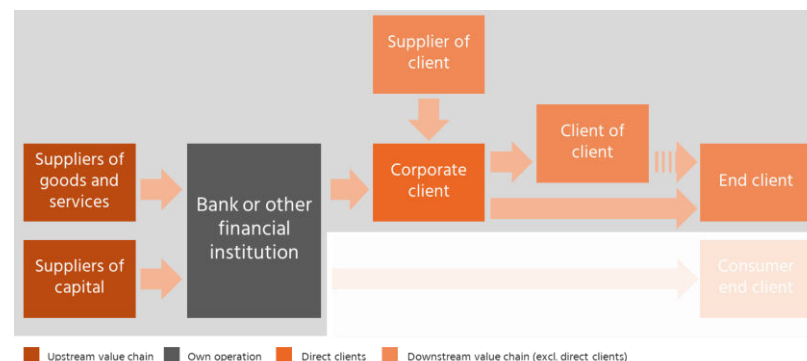 Supplier of
client
Client of
client
Suppliers of
goods and
services
Corporate
client
End client
Bank or other
financial
institution
Suppliers of
capital
Consumer
end client
Upstream value chain
Own operation
Direct clients
Downstream value chain (excl. direct clients)